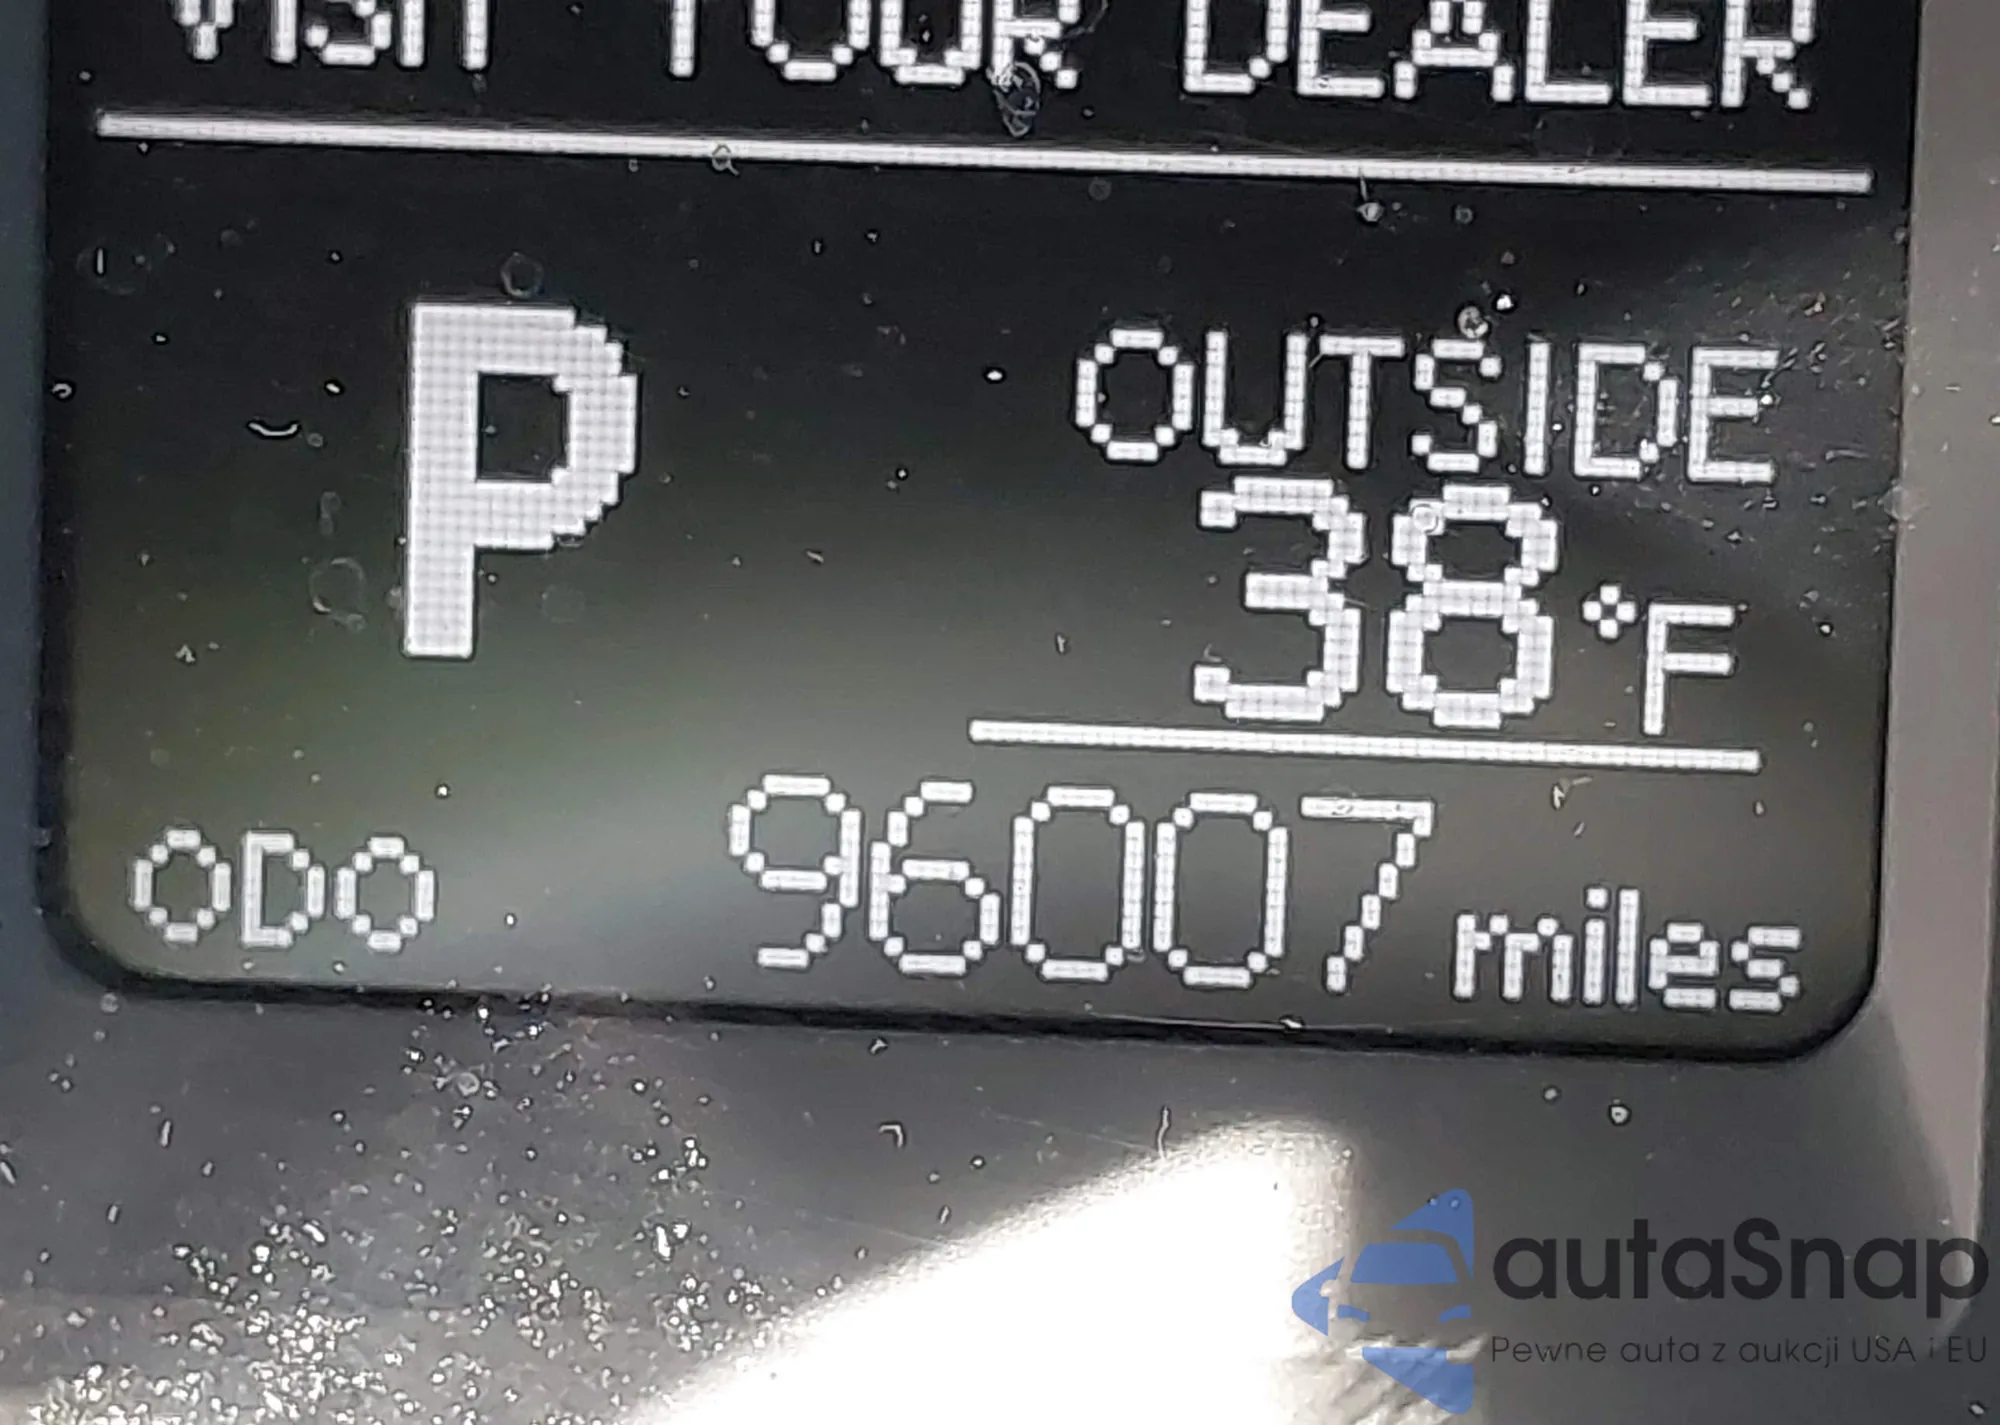 VISIT YOUR DEALER
P
OUTSIDE
38°F
ODO 96007 miles
autaSnap
Pewne auta z aukcji USA i EU